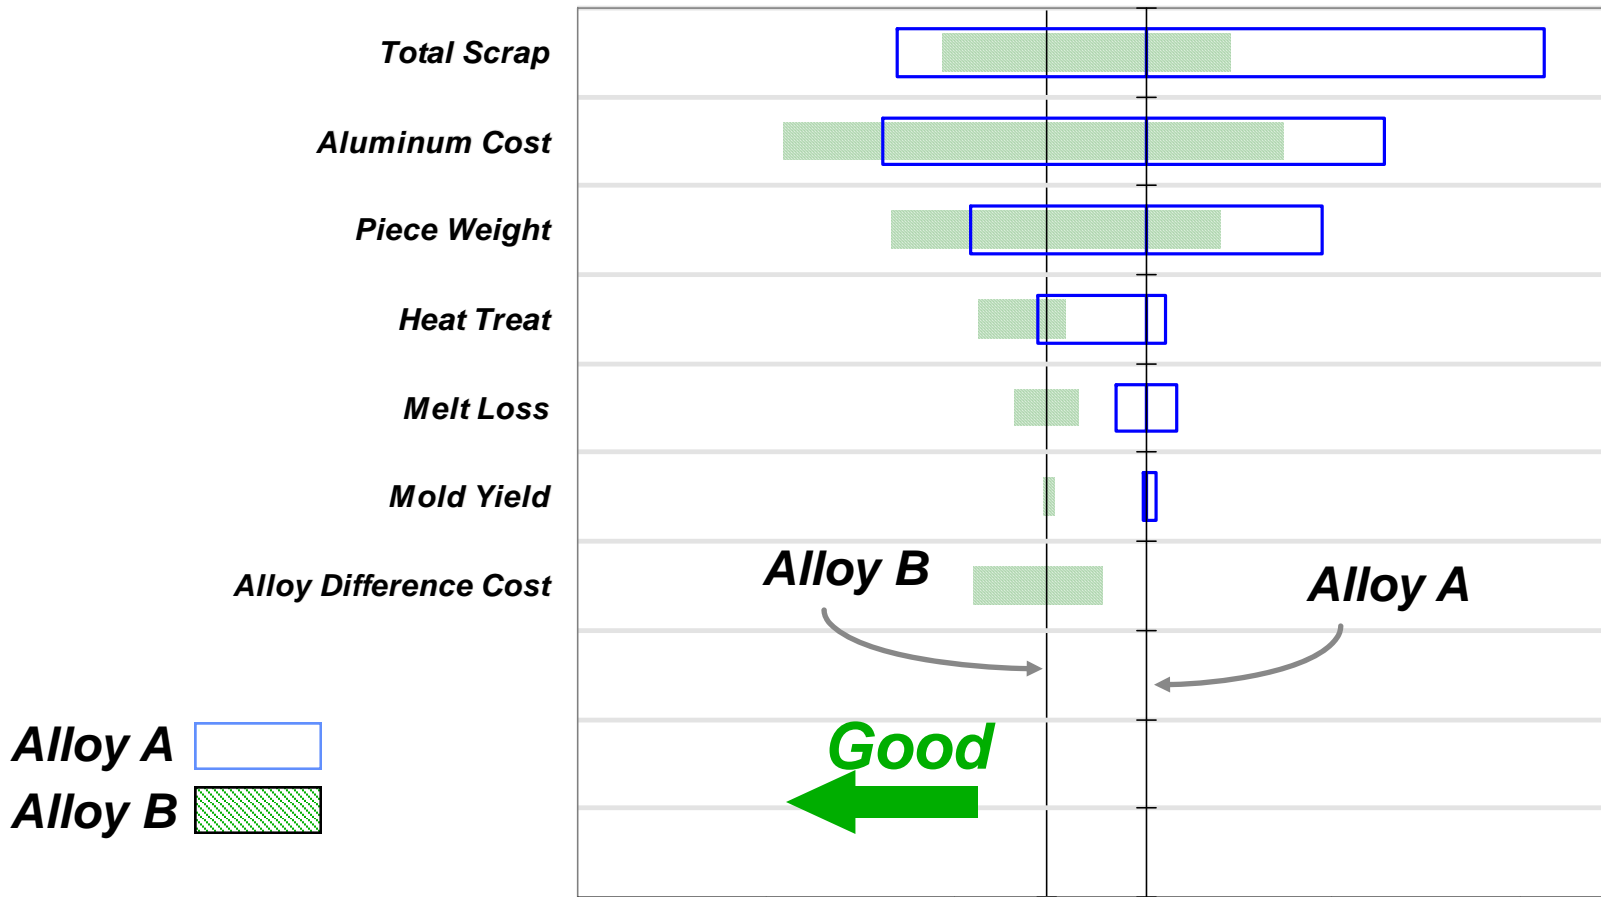 Total Scrap
Aluminum Cost
Piece Weight
Heat Treat
Melt Loss
Mold Yield
Alloy Difference Cost
Alloy B
Alloy A
Good
Alloy A
Alloy B